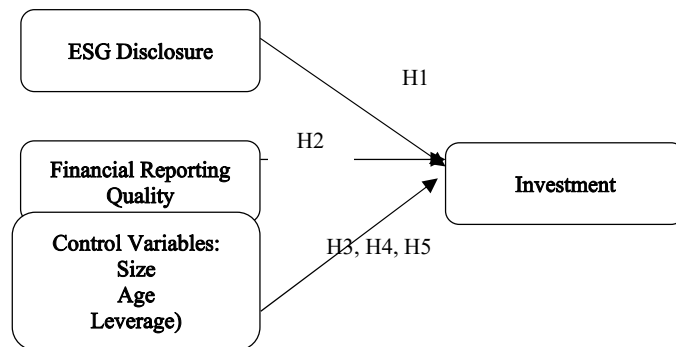 ESG Disclosure
H1
H2
Financial Reporting
Quality
Investment
Control Variables:
Size
Age
Leverage)
H3, H4, H5